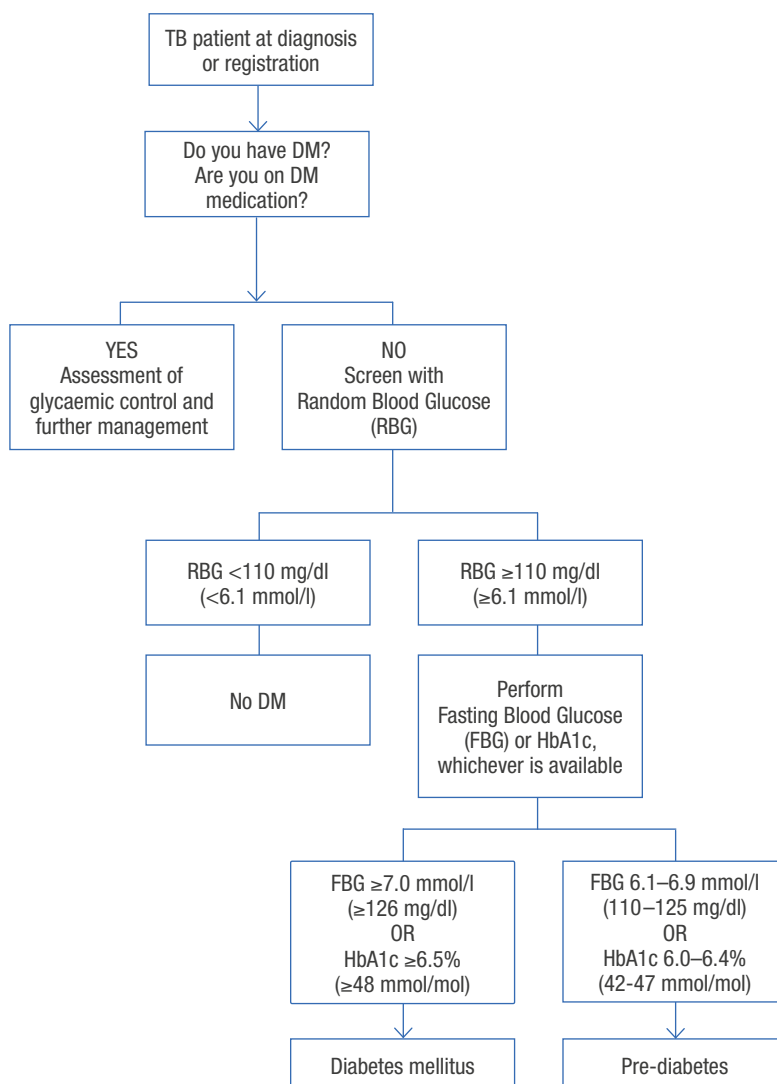 TB patient at diagnosis
or registration
Do you have DM?
Are you on DM
medication?
YES
Assessment of
glycaemic control and
further management
NO
Screen with
Random Blood Glucose
(RBG)
RBG <110 mg/dl
(<6.1 mmol/l)
RBG ≥110 mg/dl
(≥6.1 mmol/l)
No DM
Perform
Fasting Blood Glucose
(FBG) or HbA1c,
whichever is available
FBG ≥7.0 mmol/l
(≥126 mg/dl)
OR
HbA1c ≥6.5%
(≥48 mmol/mol)
FBG 6.1–6.9 mmol/l
(110–125 mg/dl)
OR
HbA1c 6.0–6.4%
(42-47 mmol/mol)
Diabetes mellitus
Pre-diabetes